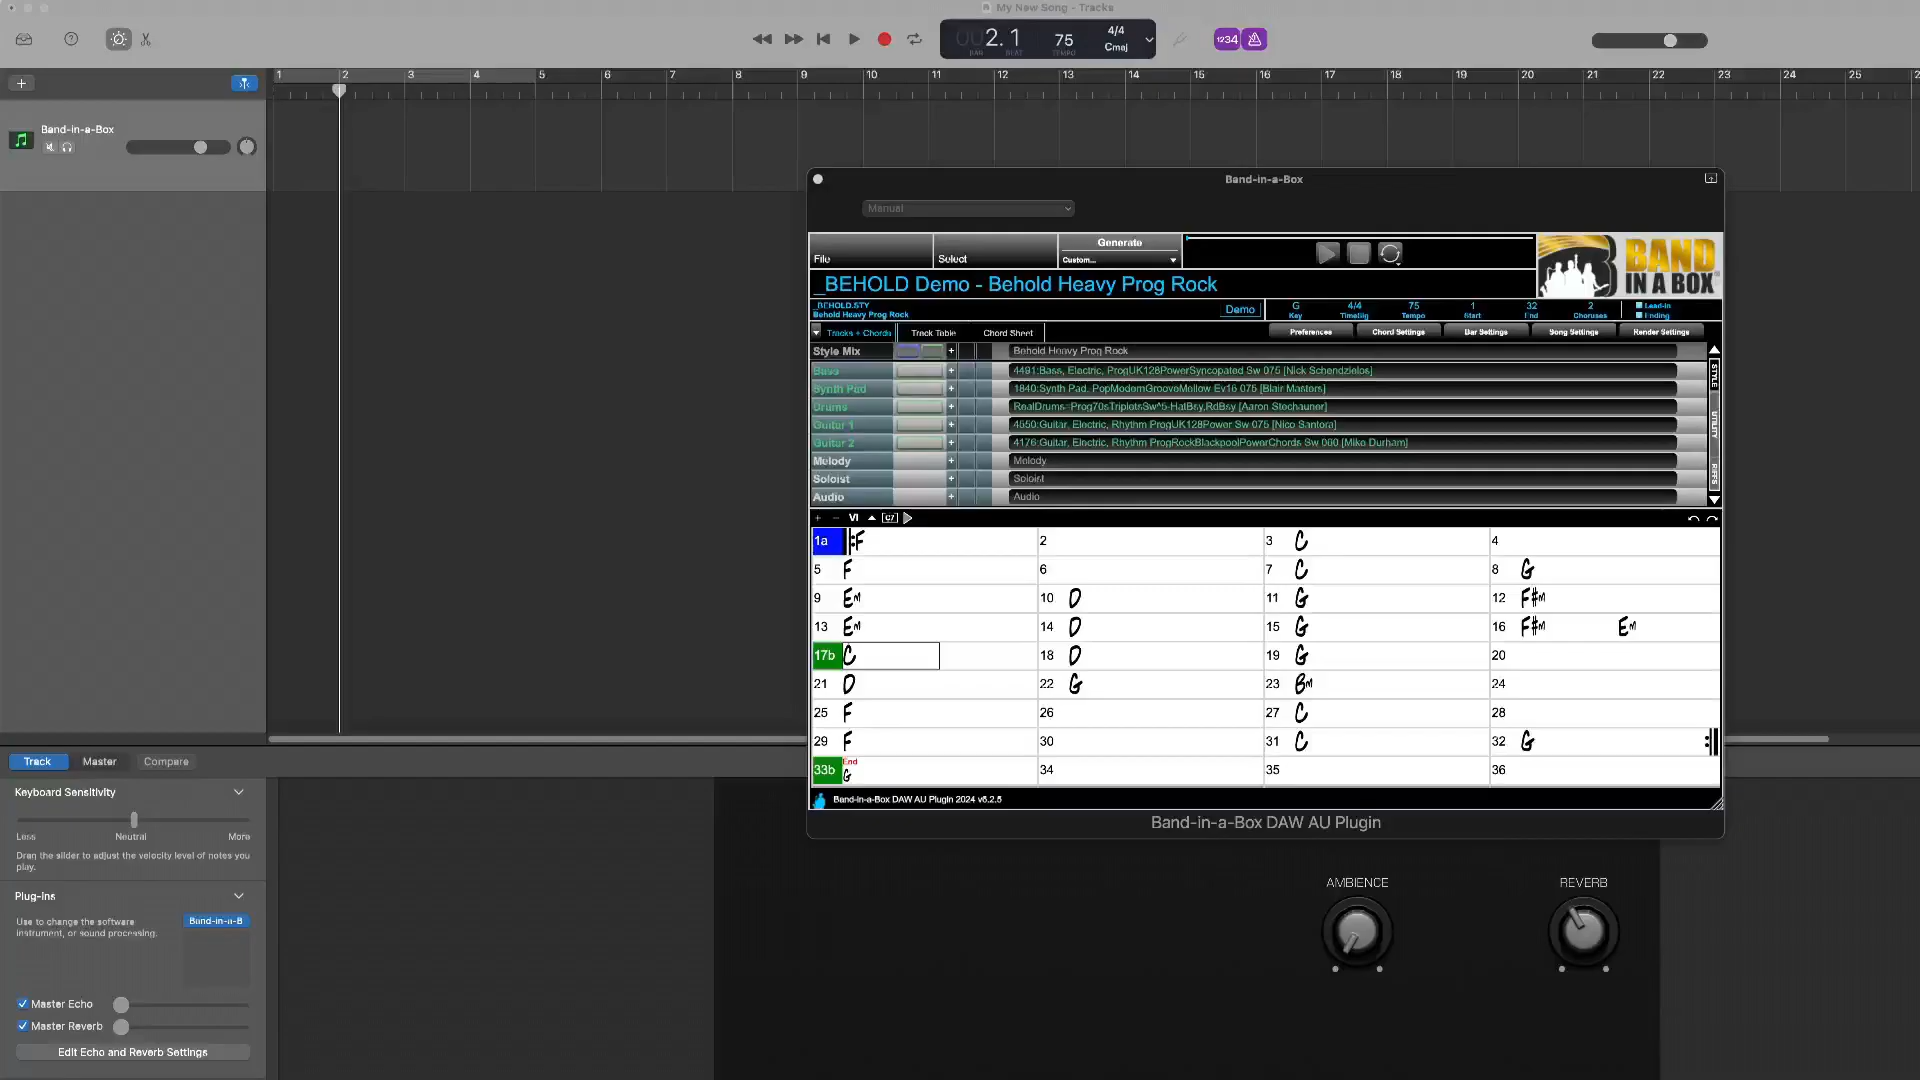 My New Song - Tracks
002.1
BAR BEAT
75
TEMPO
4/4
Cmaj
1234
1 2 3 4 5 6 7 8 9 10 11 12 13 14 15 16 17 18 19 20 21 22 23 24 25
Band-in-a-Box
Band-in-a-Box
Manual
File
Select
Generate
Custom...
BAND
IN A BOX
_BEHOLD Demo - Behold Heavy Prog Rock
_BEHOLD.STY
Behold Heavy Prog Rock
Demo
G
Key
4/4
TimeSig
75
Tempo
1
Start
32
End
2
Choruses
Lead-in
Ending
Tracks + Chords
Track Table
Chord Sheet
Preferences
Chord Settings
Bar Settings
Song Settings
Render Settings
Style Mix
Behold Heavy Prog Rock
Bass
4491:Bass, Electric, ProgUK128PowerSyncopated Sw 075 [Nick Schendzielos]
Synth Pad
1840:Synth Pad, PopModernGrooveMellow Ev16 075 [Blair Masters]
Drums
RealDrums=Prog70sTripletsSw^5-HatBsy,RdBsy [Aaron Stechauner]
Guitar 1
4550:Guitar, Electric, Rhythm ProgUK128Power Sw 075 [Nico Santora]
Guitar 2
4176:Guitar, Electric, Rhythm ProgRockBlackpoolPowerChords Sw 060 [Mike Durham]
Melody
Melody
Soloist
Soloist
Audio
Audio
STYLE
UTILITY
RIFFS
+ - VI [C7]
1a F 2 3 C 4
5 F 6 7 C 8 G
9 Em 10 D 11 G 12 F#m
13 Em 14 D 15 G 16 F#m Em
17b C 18 D 19 G 20
21 D 22 G 23 Bm 24
25 F 26 27 C 28
29 F 30 31 C 32 G
33b End G 34 35 36
Band-in-a-Box DAW AU Plugin 2024 v6.2.5
Band-in-a-Box DAW AU Plugin
Track
Master
Compare
Keyboard Sensitivity
Less
Neutral
More
Drag the slider to adjust the velocity level of notes you
play.
Plug-ins
Use to change the software
instrument, or sound processing.
Band-in-a-B
Master Echo
Master Reverb
Edit Echo and Reverb Settings
AMBIENCE
REVERB